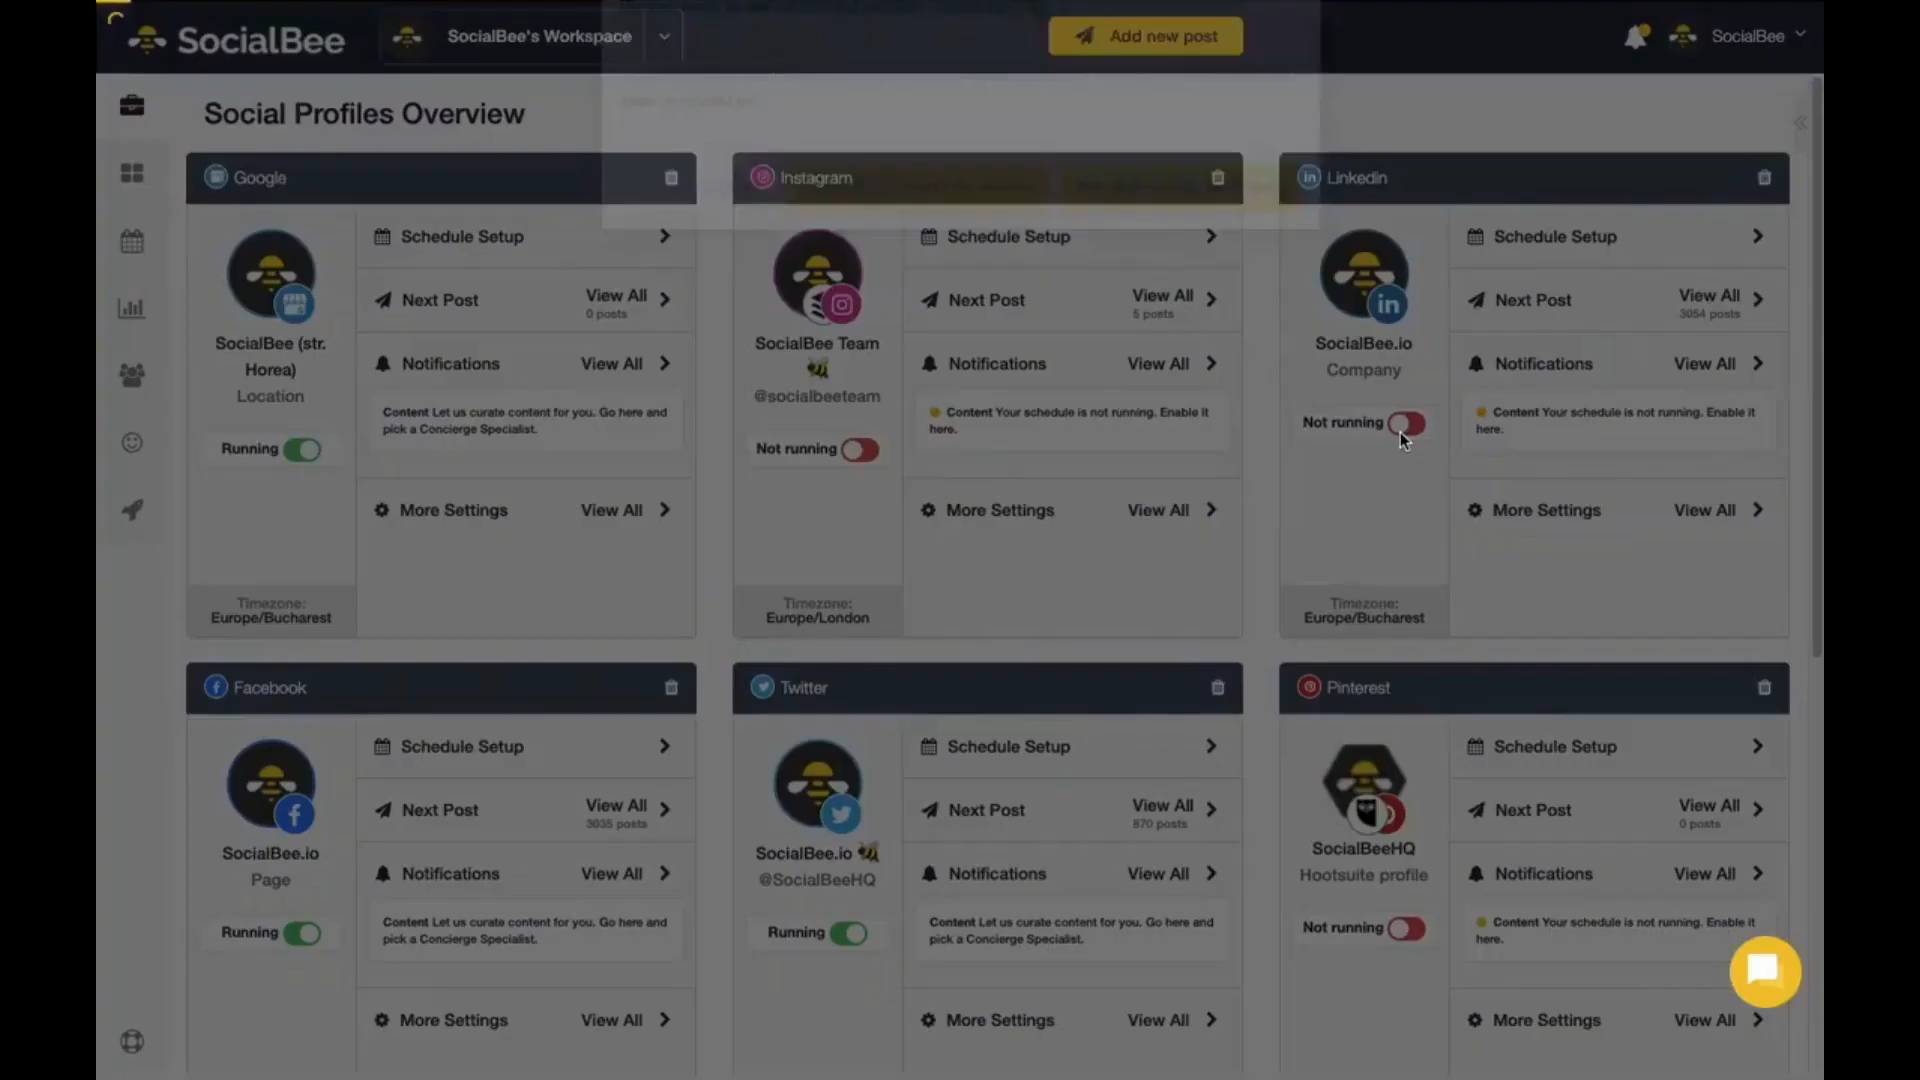 SocialBee
SocialBee's Workspace
Add new post
SocialBee
Social Profiles Overview
Google
SocialBee (str.
Horea)
Location
Running
Timezone:
Europe/Bucharest
Schedule Setup
Next Post
View All
0 posts
Notifications
View All
Content Let us curate content for you. Go here and
pick a Concierge Specialist.
More Settings
View All
Instagram
SocialBee Team
@socialbeeteam
Not running
Timezone:
Europe/London
Schedule Setup
Next Post
View All
5 posts
Notifications
View All
Content Your schedule is not running. Enable it
here.
More Settings
View All
Linkedin
in
in
SocialBee.io
Company
Not running
Timezone:
Europe/Bucharest
Schedule Setup
Next Post
View All
3054 posts
Notifications
View All
Content Your schedule is not running. Enable it
here.
More Settings
View All
Facebook
SocialBee.io
Page
Running
Schedule Setup
Next Post
View All
3035 posts
Notifications
View All
Content Let us curate content for you. Go here and
pick a Concierge Specialist.
More Settings
View All
Twitter
SocialBee.io
@SocialBeeHQ
Running
Schedule Setup
Next Post
View All
870 posts
Notifications
View All
Content Let us curate content for you. Go here and
pick a Concierge Specialist.
More Settings
View All
Pinterest
SocialBeeHQ
Hootsuite profile
Not running
Schedule Setup
Next Post
View All
0 posts
Notifications
View All
Content Your schedule is not running. Enable it
here.
More Settings
View All